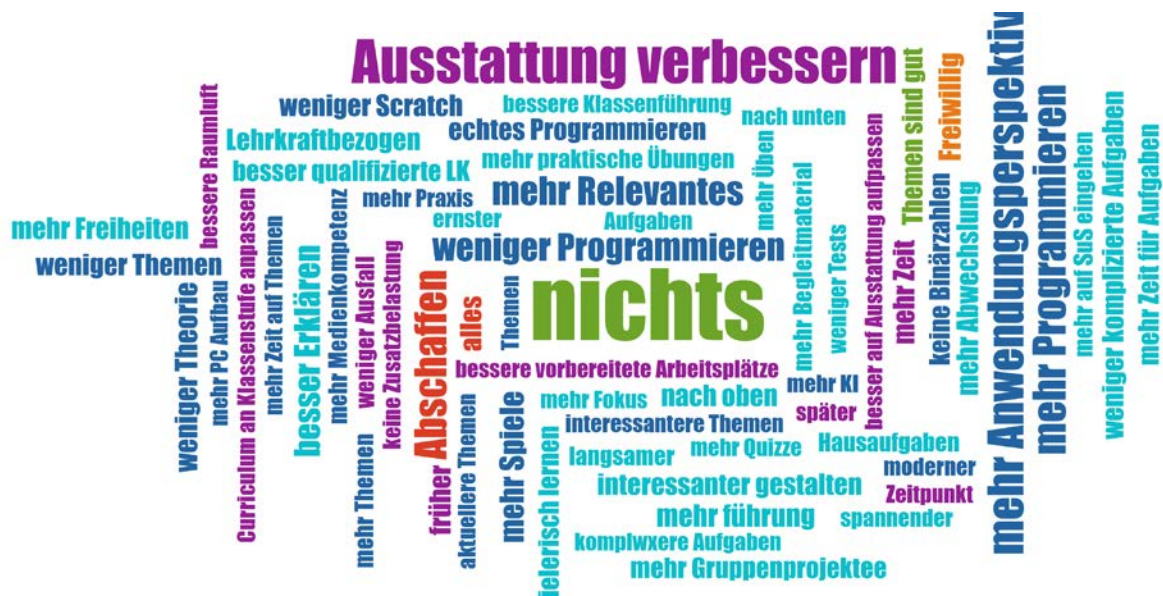 Ausstattung verbessern
weniger Scratch
bessere Klassenführung
nach unten
Lehrkraftbezogen
echtes Programmieren
besser qualifizierte LK
mehr praktische Übungen
mehr Praxis
mehr Relevantes
ernster
Aufgaben
mehr Freiheiten
weniger Themen
weniger Programmieren
nichts
bessere Raumluft
Curriculum an Klassenstufe anpassen
weniger Theorie
mehr PC Aufbau
mehr Zeit auf Themen
besser Erklären
mehr Medienkompetenz
weniger Ausfall
keine Zusatzbelastung
Abschaffen
alles
Themen
mehr Üben
mehr Begleitmaterial
weniger Tests
besser auf Ausstattung aufpassen
Themen sind gut
mehr Zeit
Freiwillig
keine Binärzahlen
mehr Abwechslung
mehr Anwendungsperspektiv
mehr Programmieren
mehr auf SuS eingehen
weniger komplizierte Aufgaben
mehr Zeit für Aufgaben
bessere vorbereitete Arbeitsplätze
mehr KI
mehr Fokus
nach oben
später
interessantere Themen
mehr Themen
früher
aktuellere Themen
mehr Spiele
ielerisch lernen
langsamer
mehr Quizze
Hausaufgaben
moderner
interessanter gestalten
Zeitpunkt
mehr führung
spannender
komplwxere Aufgaben
mehr Gruppenprojektee